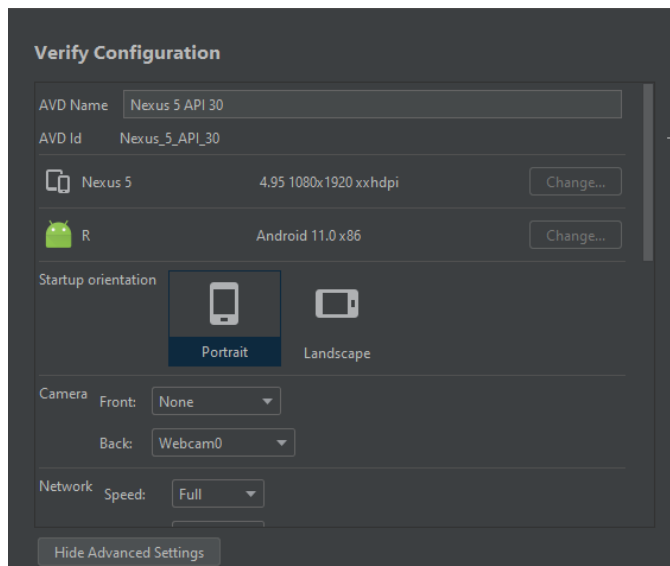 Verify Configuration
AVD Name Nexus 5 API 30
AVD Id Nexus_5_API_30
Nexus 5 4.95 1080x1920 xxhdpi Change...
R Android 11.0 x86 Change...
Startup orientation
Portrait Landscape
Camera Front: None
Back: Webcam0
Network Speed: Full
Hide Advanced Settings